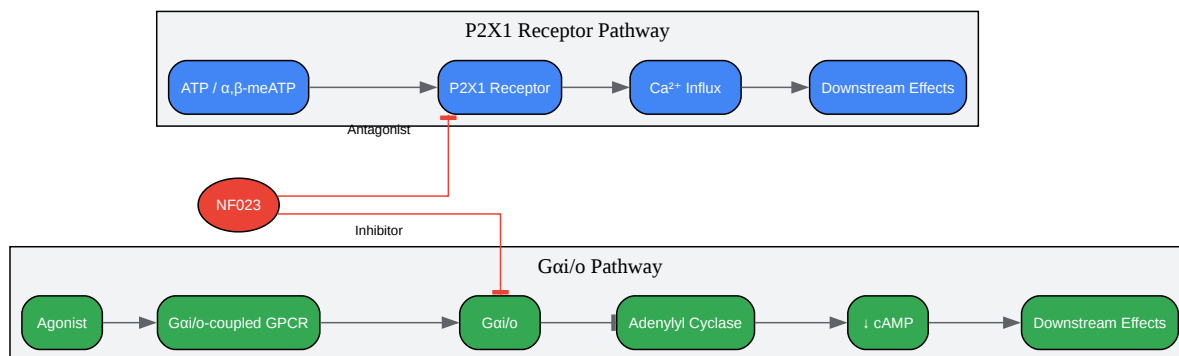 P2X1 Receptor Pathway
ATP / α,β-meATP
P2X1 Receptor
Ca²⁺ Influx
Downstream Effects
Antagonist
NF023
Inhibitor
Gαi/o Pathway
Agonist
Gαi/o-coupled GPCR
Gαi/o
Adenylyl Cyclase
↓ cAMP
Downstream Effects